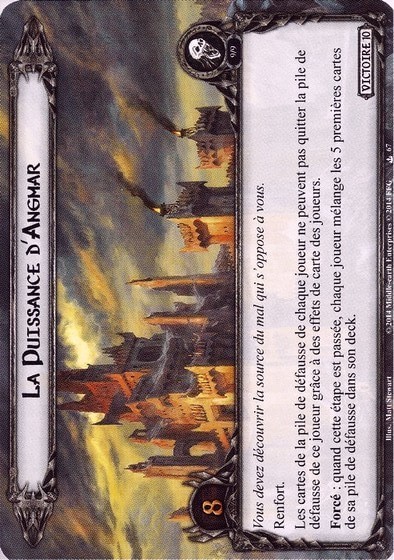 La Puissance d'Angmar
9/9
8
Vous devez découvrir la source du mal qui s'oppose à vous.
Renfort.
Les cartes de la pile de défausse de chaque joueur ne peuvent pas quitter la pile de
défausse de ce joueur grâce à des effets de carte des joueurs.
Forcé : quand cette étape est passée, chaque joueur mélange les 5 premières cartes
de sa pile de défausse dans son deck.
VICTOIRE 10
Illus. Matt Stewart
©2014 Middle-earth Enterprises ©2014 FFG
67